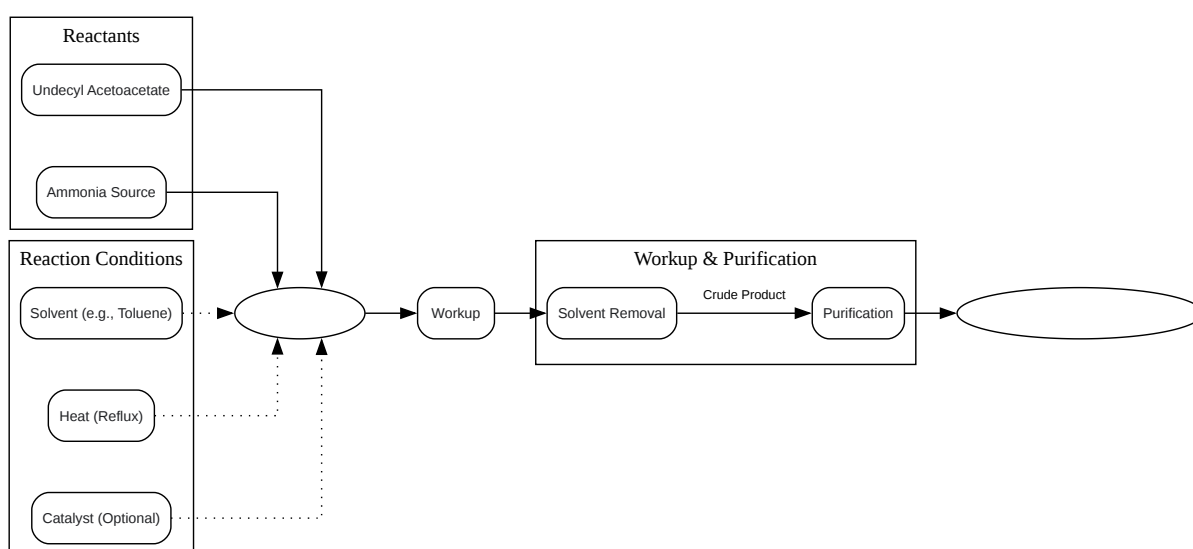 Reactants
Undecyl Acetoacetate
Ammonia Source
Reaction Conditions
Solvent (e.g., Toluene)
Heat (Reflux)
Catalyst (Optional)
Workup
Workup & Purification
Solvent Removal
Crude Product
Purification